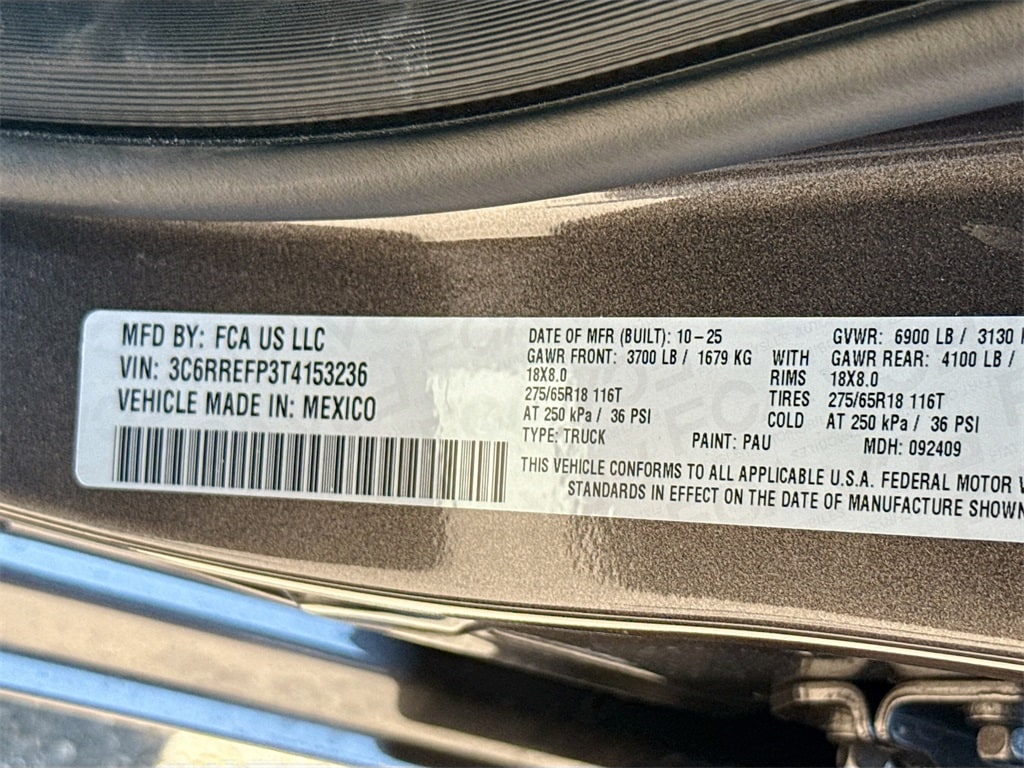 MFD BY: FCA US LLC
VIN: 3C6RREFP3T4153236
VEHICLE MADE IN: MEXICO
DATE OF MFR (BUILT): 10-25 GVWR: 6900 LB / 3130
GAWR FRONT: 3700 LB / 1679 KG WITH GAWR REAR: 4100 LB /
18X8.0 RIMS 18X8.0
275/65R18 116T TIRES 275/65R18 116T
AT 250 kPa / 36 PSI COLD AT 250 kPa / 36 PSI
TYPE: TRUCK PAINT: PAU MDH: 092409
THIS VEHICLE CONFORMS TO ALL APPLICABLE U.S.A. FEDERAL MOTOR
STANDARDS IN EFFECT ON THE DATE OF MANUFACTURE SHOWN